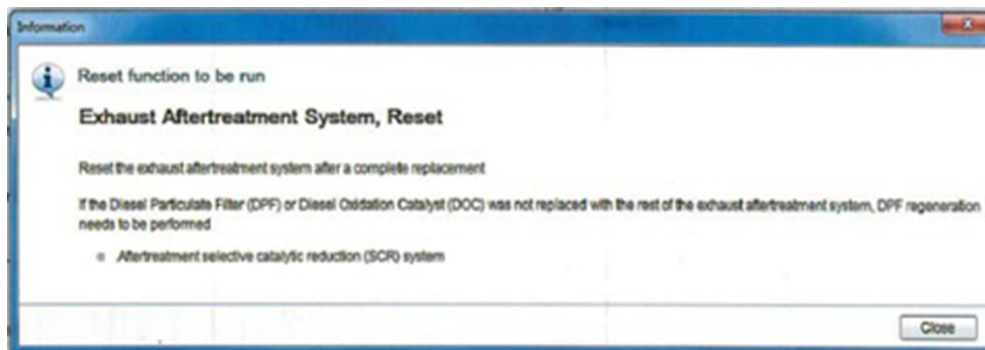 Information
Reset function to be run
Exhaust Aftertreatment System, Reset
Reset the exhaust aftertreatment system after a complete replacement
If the Diesel Particulate Filter (DPF) or Diesel Oxidation Catalyst (DOC) was not replaced with the rest of the exhaust aftertreatment system, DPF regeneration
needs to be performed
Aftertreatment selective catalytic reduction (SCR) system
Close